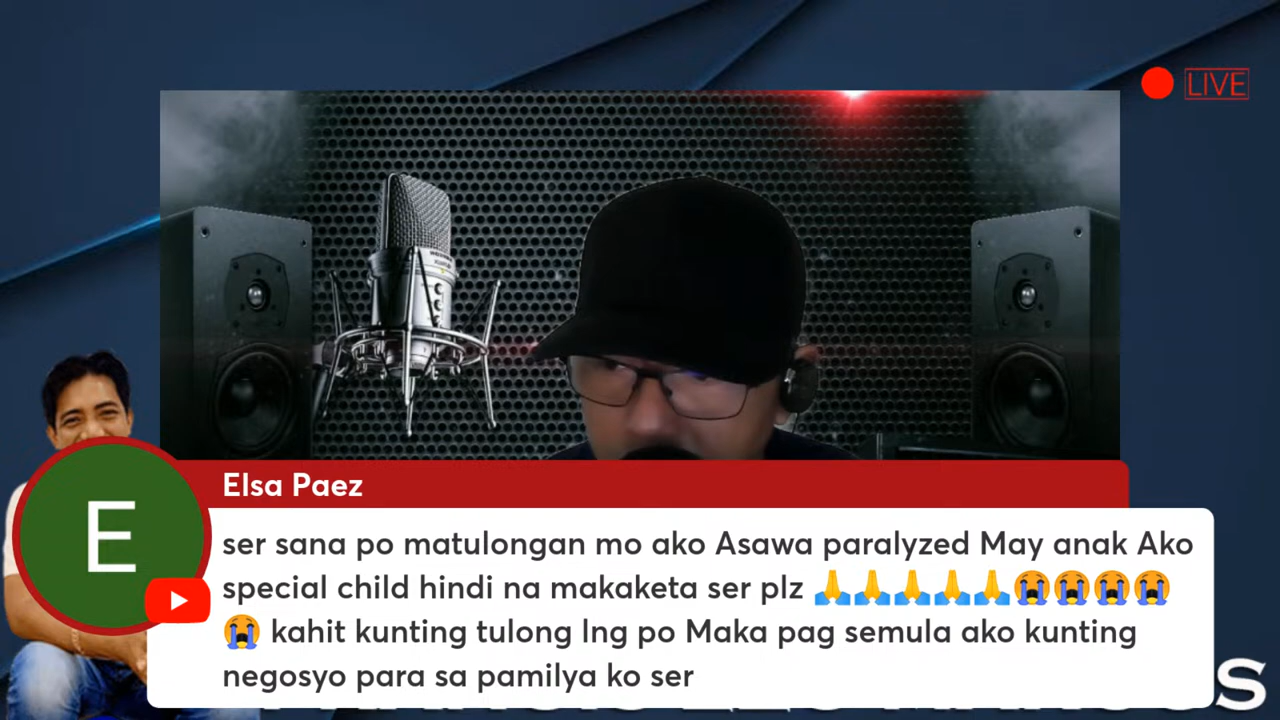 LIVE
Elsa Paez
E
ser sana po matulongan mo ako Asawa paralyzed May anak Ako
special child hindi na makaketa ser plz 🙏🙏🙏🙏🙏😭😭😭😭
😭 kahit kunting tulong lng po Maka pag semula ako kunting
negosyo para sa pamilya ko ser